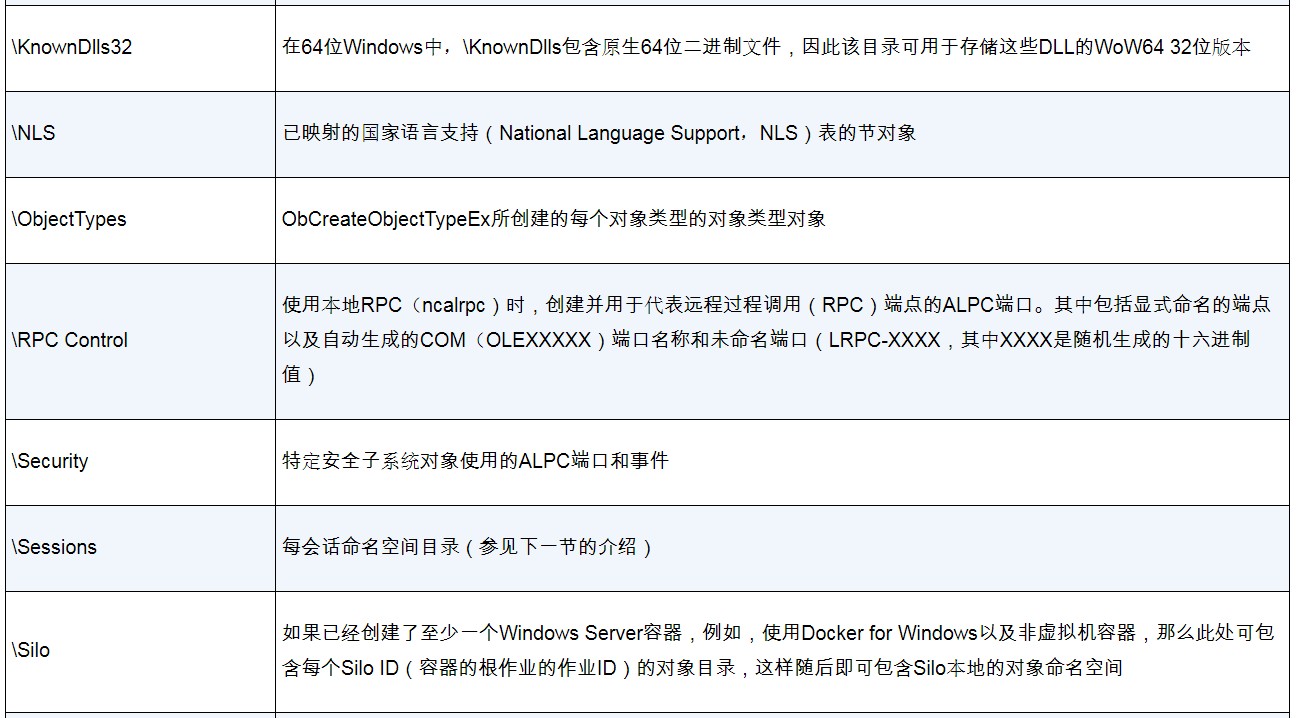 \KnownDlls32
在64位Windows中，\KnownDlls包含原生64位二进制文件，因此该目录可用于存储这些DLL的WoW64 32位版本
\NLS
已映射的国家语言支持（National Language Support，NLS）表的节对象
\ObjectTypes
ObCreateObjectTypeEx所创建的每个对象类型的对象类型对象
\RPC Control
使用本地RPC（ncalrpc）时，创建并用于代表远程过程调用（RPC）端点的ALPC端口。其中包括显式命名的端点
以及自动生成的COM（OLEXXXXX）端口名称和未命名端口（LRPC-XXXX，其中XXXX是随机生成的十六进制
值）
\Security
特定安全子系统对象使用的ALPC端口和事件
\Sessions
每会话命名空间目录（参见下一节的介绍）
\Silo
如果已经创建了至少一个Windows Server容器，例如，使用Docker for Windows以及非虚拟机容器，那么此处可包
含每个Silo ID（容器的根作业的作业ID）的对象目录，这样随后即可包含Silo本地的对象命名空间